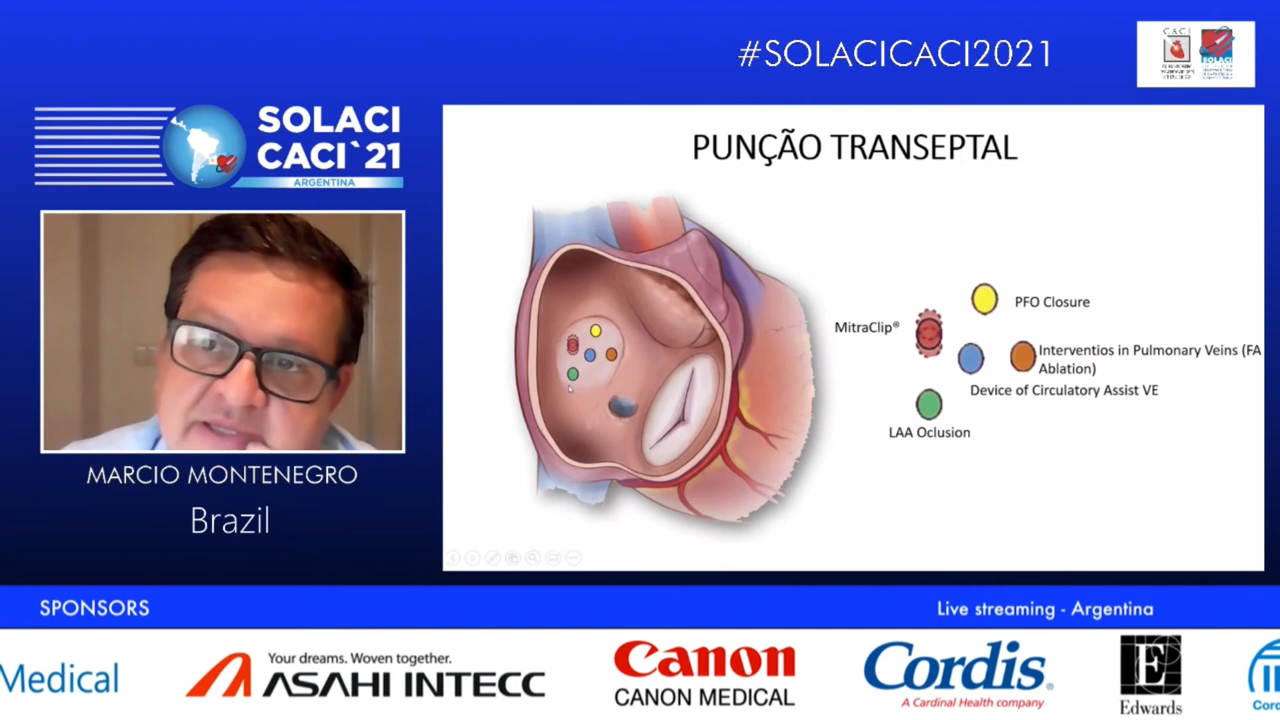 #SOLACICACI2021
CACI
SOLACI
SOLACI
CACI`21
ARGENTINA
PUNÇÃO TRANSEPTAL
PFO Closure
MitraClip®
Interventios in Pulmonary Veins (FA
Ablation)
Device of Circulatory Assist VE
LAA Oclusion
MARCIO MONTENEGRO
Brazil
SPONSORS
Live streaming - Argentina
Medical
Your dreams. Woven together.
ASAHI INTECC
Canon
CANON MEDICAL
Cordis®
A Cardinal Health company
E
Edwards